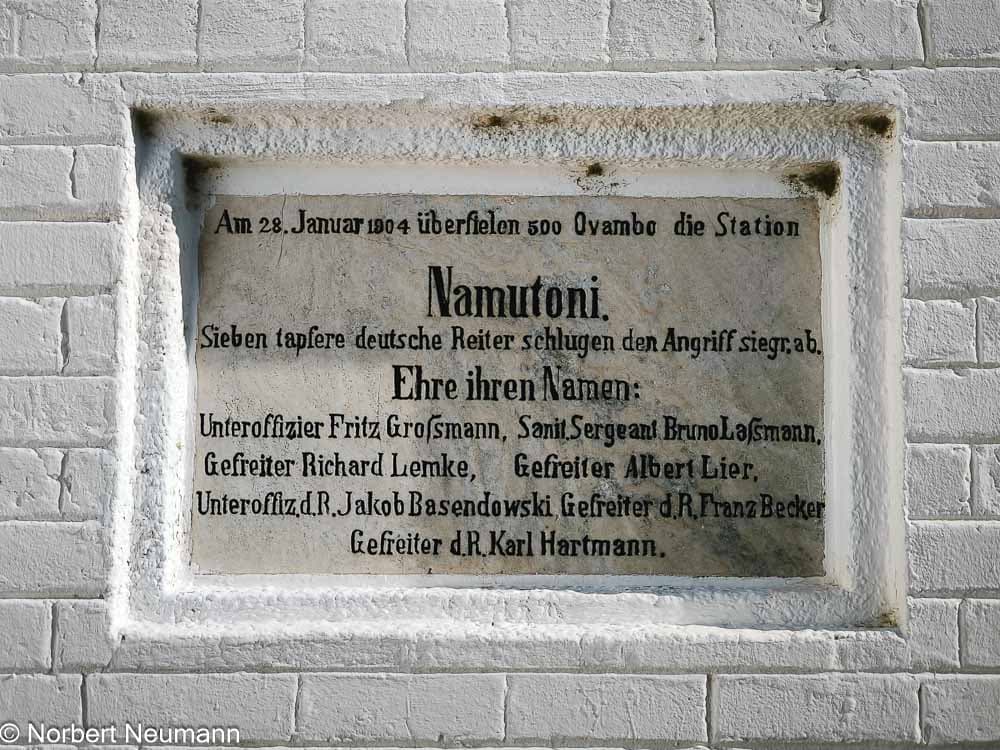 Am 28. Januar 1904 überfielen 500 Ovambo die Station
Namutoni.
Sieben tapfere deutsche Reiter schlugen den Angriff siegr. ab.
Ehre ihren Namen:
Unteroffizier Fritz Groſsmann, Sanit. Sergeant Bruno Laſsmann,
Gefreiter Richard Lemke, Gefreiter Albert Lier,
Unteroffiz. d. R. Jakob Basendowski, Gefreiter d. R. Franz Becker
Gefreiter d. R. Karl Hartmann.
© Norbert Neumann